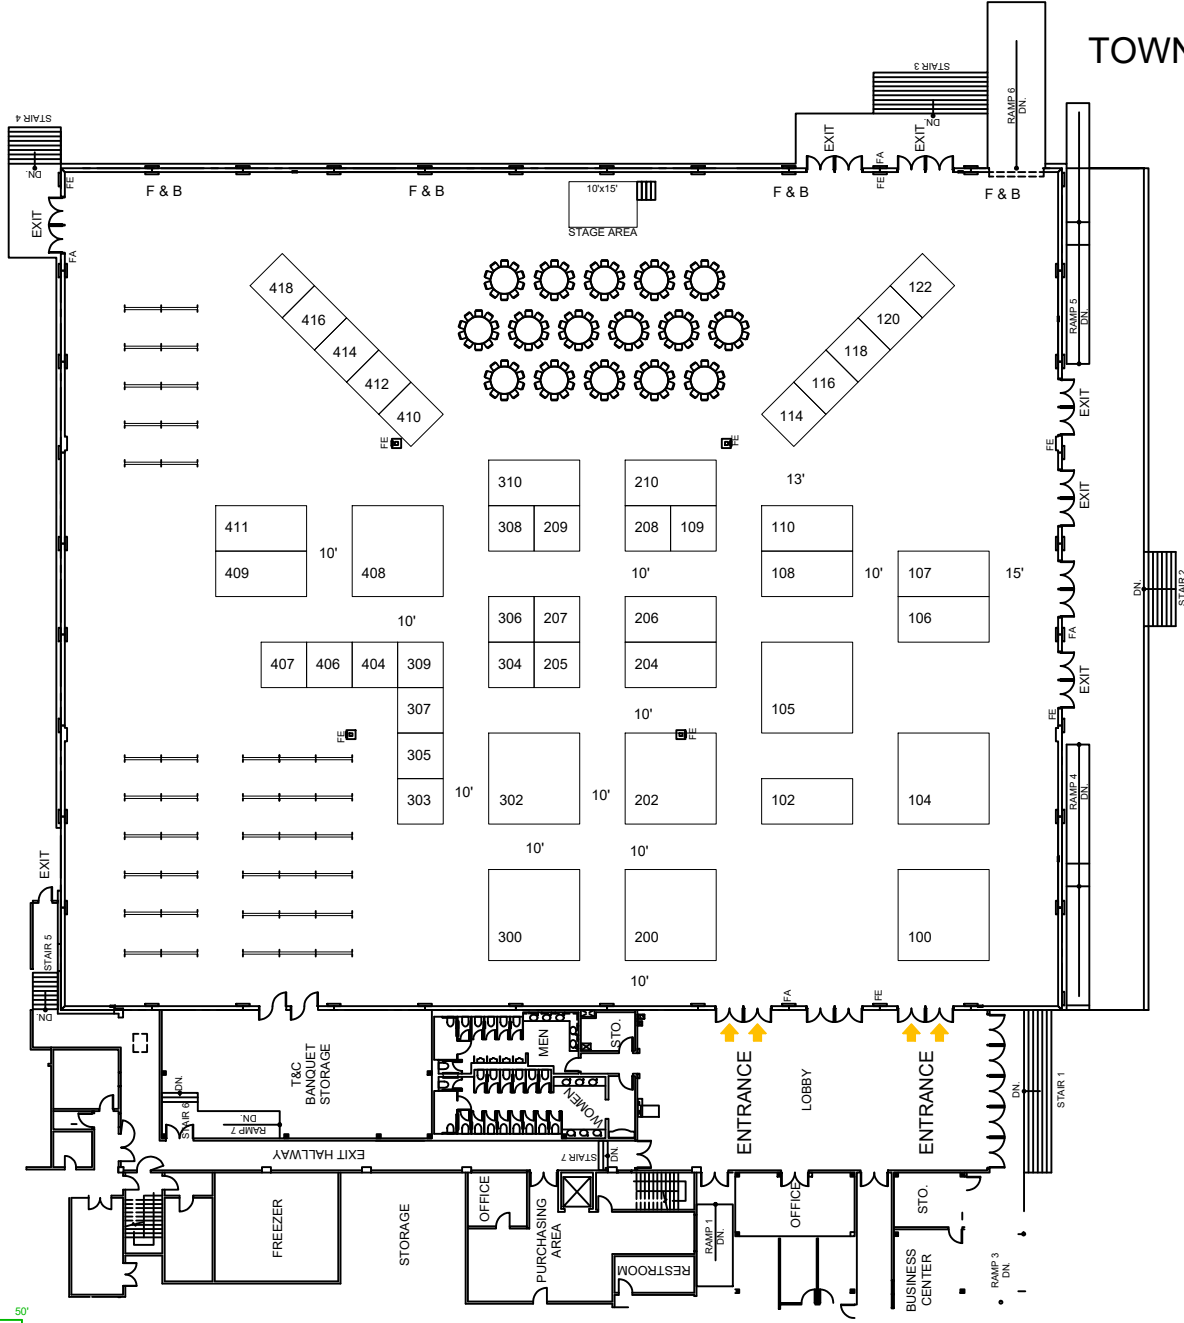 TOWN
STAIR 3
RAMP 6
DN.
DN.
STAIR 4
DN.
EXIT
EXIT
FA
FE
FE
EXIT
FA
F & B
F & B
F & B
F & B
10'x15'
STAGE AREA
418
416
414
412
410
122
120
118
116
114
RAMP 5
DN.
EXIT
FE
FE
FE
13'
EXIT
310
210
411
308
209
208
109
110
10'
10'
10'
15'
409
408
108
107
DN.
STAIR 2
10'
306
207
206
106
FA
407
406
404
309
304
205
204
EXIT
307
10'
105
FE
FE
FE
305
303
10'
302
10'
202
102
104
RAMP 4
DN.
10'
10'
EXIT
300
200
100
STAIR 5
10'
DN.
FA
FE
MEN
STO.
T&C
BANQUET
STORAGE
WOMEN
ENTRANCE
LOBBY
ENTRANCE
DN.
STAIR 1
DN.
STAIR 6
DN.
RAMP 7
EXIT HALLWAY
STAIR 7
DN.
FREEZER
STORAGE
OFFICE
PURCHASING
AREA
RESTROOM
RAMP 1
DN.
OFFICE
STO.
BUSINESS
CENTER
RAMP 3
DN.
50'